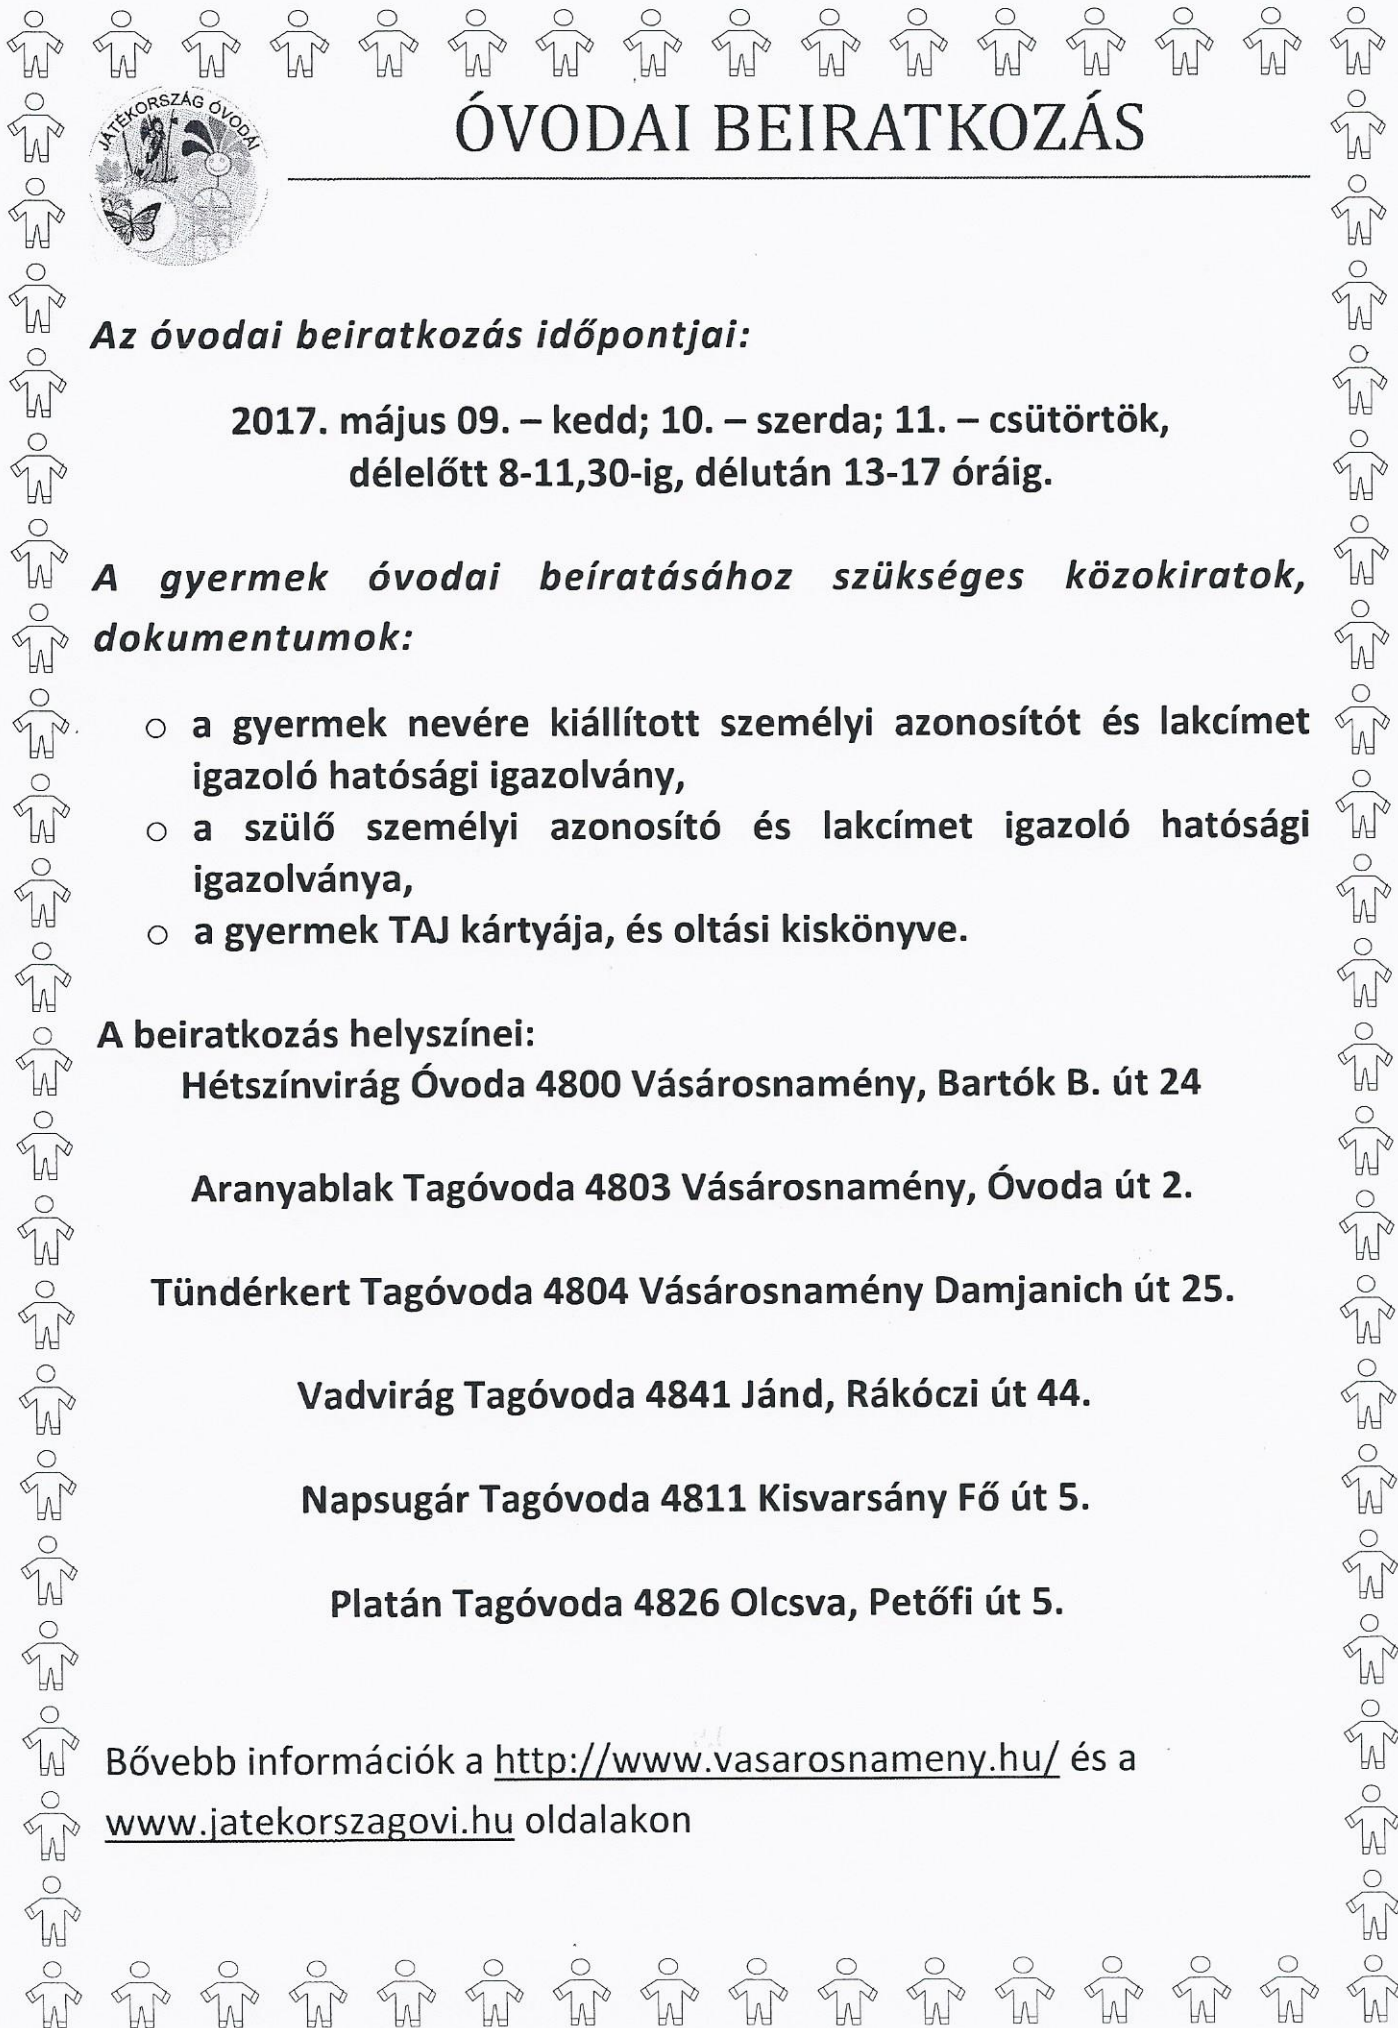 JÁTÉKORSZÁG ÓVODÁI
ÓVODAI BEIRATKOZÁS
Az óvodai beiratkozás időpontjai:
2017. május 09. – kedd; 10. – szerda; 11. – csütörtök,
délelőtt 8-11,30-ig, délután 13-17 óráig.
A gyermek óvodai beíratásához szükséges közokiratok,
dokumentumok:
o a gyermek nevére kiállított személyi azonosítót és lakcímet
igazoló hatósági igazolvány,
o a szülő személyi azonosító és lakcímet igazoló hatósági
igazolványa,
o a gyermek TAJ kártyája, és oltási kiskönyve.
A beiratkozás helyszínei:
Hétszínvirág Óvoda 4800 Vásárosnamény, Bartók B. út 24
Aranyablak Tagóvoda 4803 Vásárosnamény, Óvoda út 2.
Tündérkert Tagóvoda 4804 Vásárosnamény Damjanich út 25.
Vadvirág Tagóvoda 4841 Jánd, Rákóczi út 44.
Napsugár Tagóvoda 4811 Kisvarsány Fő út 5.
Platán Tagóvoda 4826 Olcsva, Petőfi út 5.
Bővebb információk a http://www.vasarosnameny.hu/ és a
www.jatekorszagovi.hu oldalakon